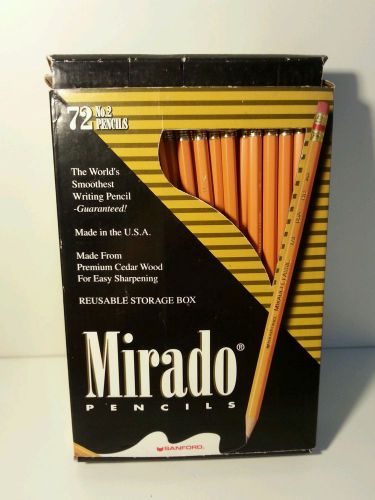 72 No.2
PENCILS
The World's
Smoothest
Writing Pencil
-Guaranteed!
Made in the U.S.A.
Made From
Premium Cedar Wood
For Easy Sharpening
REUSABLE STORAGE BOX
Mirado®
PENCILS
SANFORD.